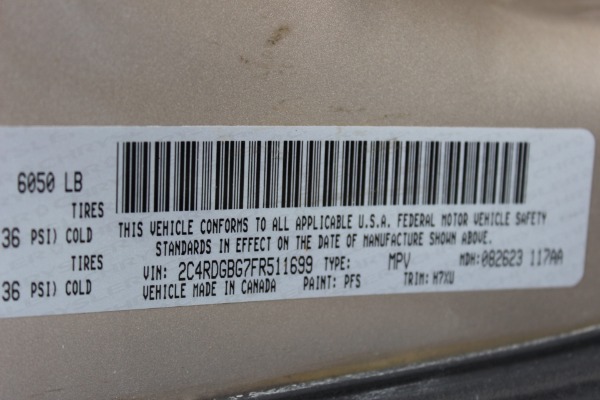 6050 LB
TIRES
36 PSI) COLD
TIRES
36 PSI) COLD
THIS VEHICLE CONFORMS TO ALL APPLICABLE U.S.A. FEDERAL MOTOR VEHICLE SAFETY
STANDARDS IN EFFECT ON THE DATE OF MANUFACTURE SHOWN ABOVE.
VIN: 2C4RDGBG7FR511699 TYPE: MPV MDH: 082623 117AA
VEHICLE MADE IN CANADA PAINT: PFS TRIM: H7XU